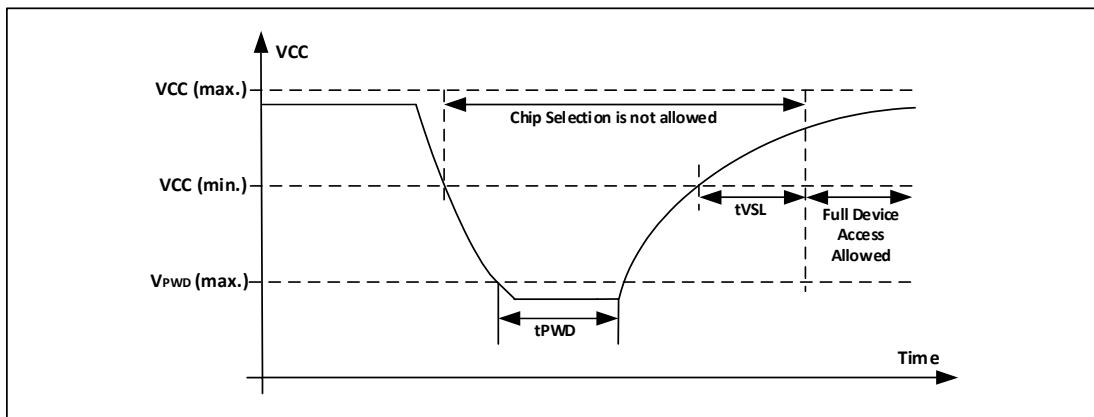 VCC
VCC (max.)
Chip Selection is not allowed
VCC (min.)
tVSL
Full Device
Access
Allowed
VPWD (max.)
tPWD
Time